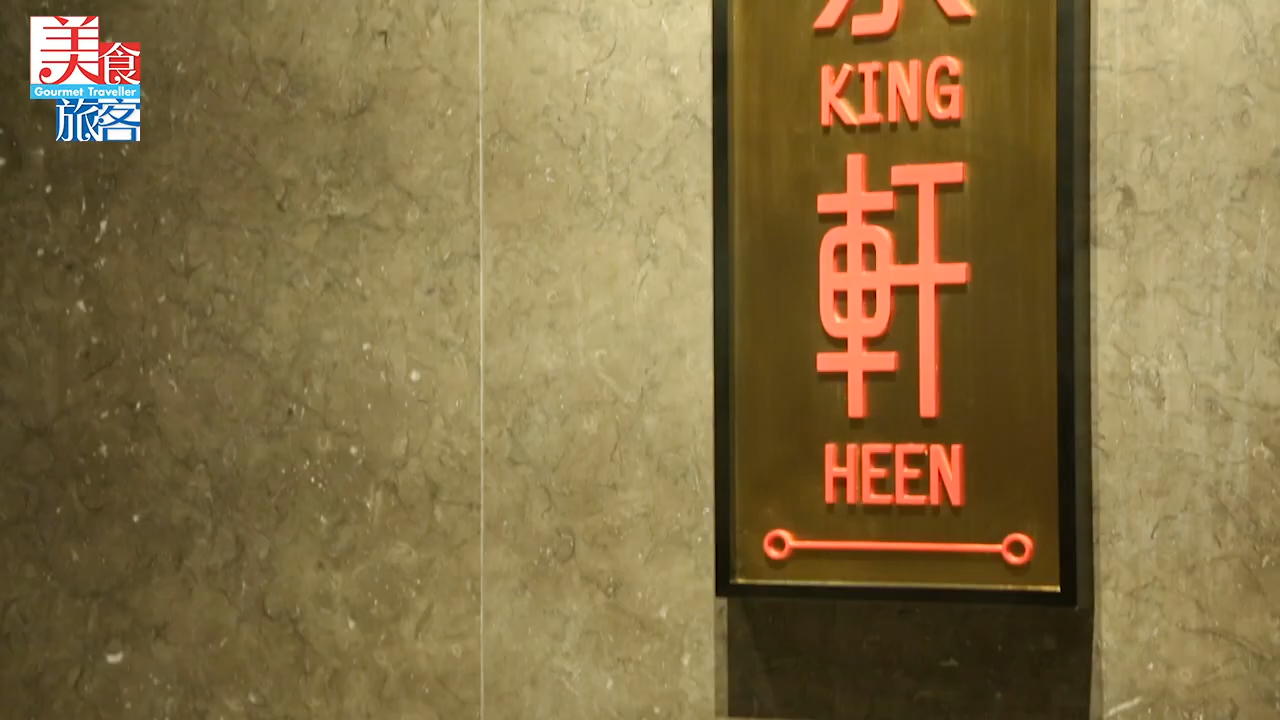 美食
Gourmet Traveller
旅客
KING
軒
HEEN